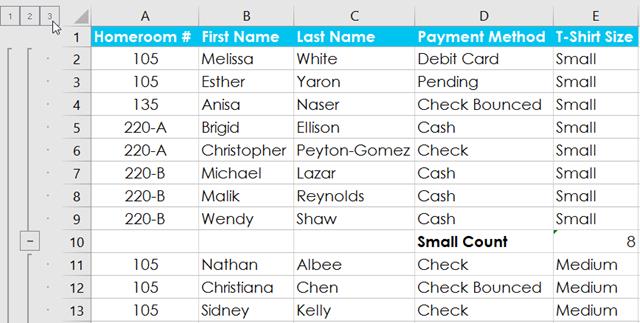 1 2 3 A B C D E
1 Homeroom # First Name Last Name Payment Method T-Shirt Size
2 105 Melissa White Debit Card Small
3 105 Esther Yaron Pending Small
4 135 Anisa Naser Check Bounced Small
5 220-A Brigid Ellison Cash Small
6 220-A Christopher Peyton-Gomez Check Small
7 220-B Michael Lazar Cash Small
8 220-B Malik Reynolds Cash Small
9 220-B Wendy Shaw Cash Small
10 Small Count 8
11 105 Nathan Albee Check Medium
12 105 Christiana Chen Check Bounced Medium
13 105 Sidney Kelly Check Medium